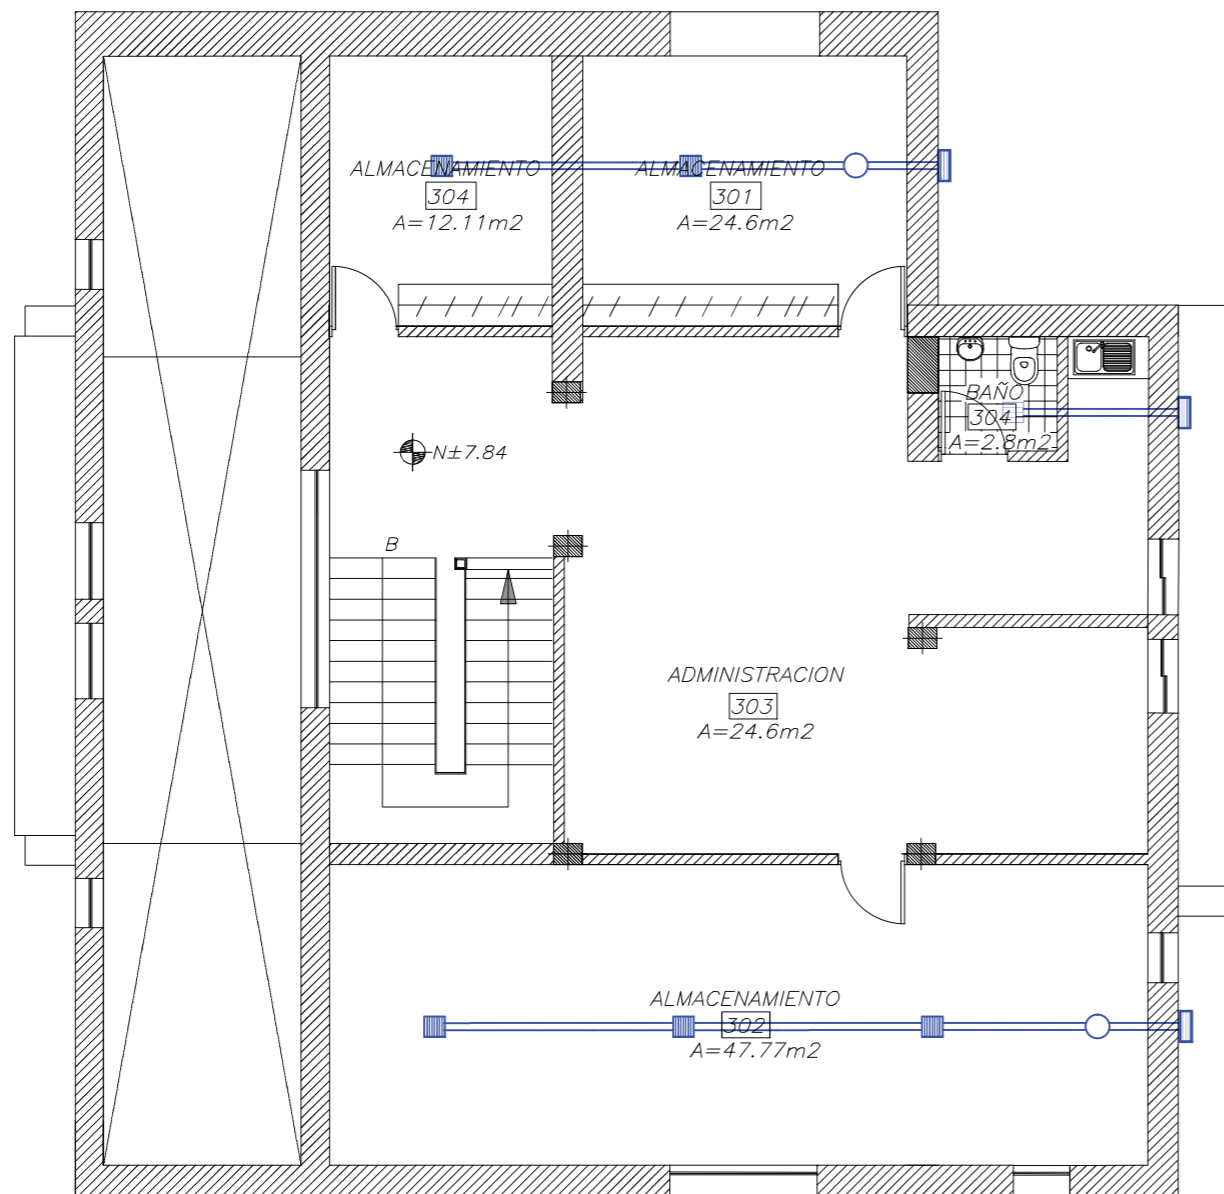 ALMACENAMIENTO
304
A=12.11m2
ALMACENAMIENTO
301
A=24.6m2
BAÑO
304
A=2.8m2
N±7.84
B
ADMINISTRACION
303
A=24.6m2
ALMACENAMIENTO
302
A=47.77m2